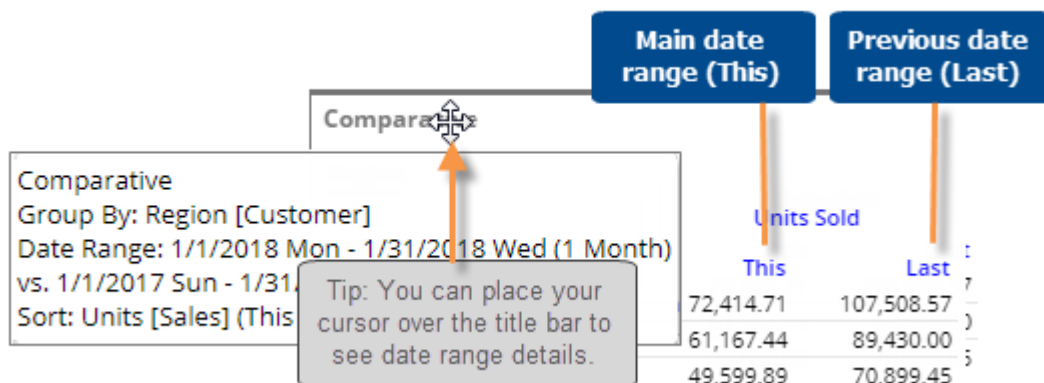 Main date
range (This)
Previous date
range (Last)
Comparative
Comparative
Group By: Region [Customer]
Date Range: 1/1/2018 Mon - 1/31/2018 Wed (1 Month)
vs. 1/1/2017 Sun - 1/31/
Sort: Units [Sales] (This
Tip: You can place your
cursor over the title bar to
see date range details.
Units Sold
This Last
72,414.71 107,508.57
61,167.44 89,430.00
49,599.89 70,899.45